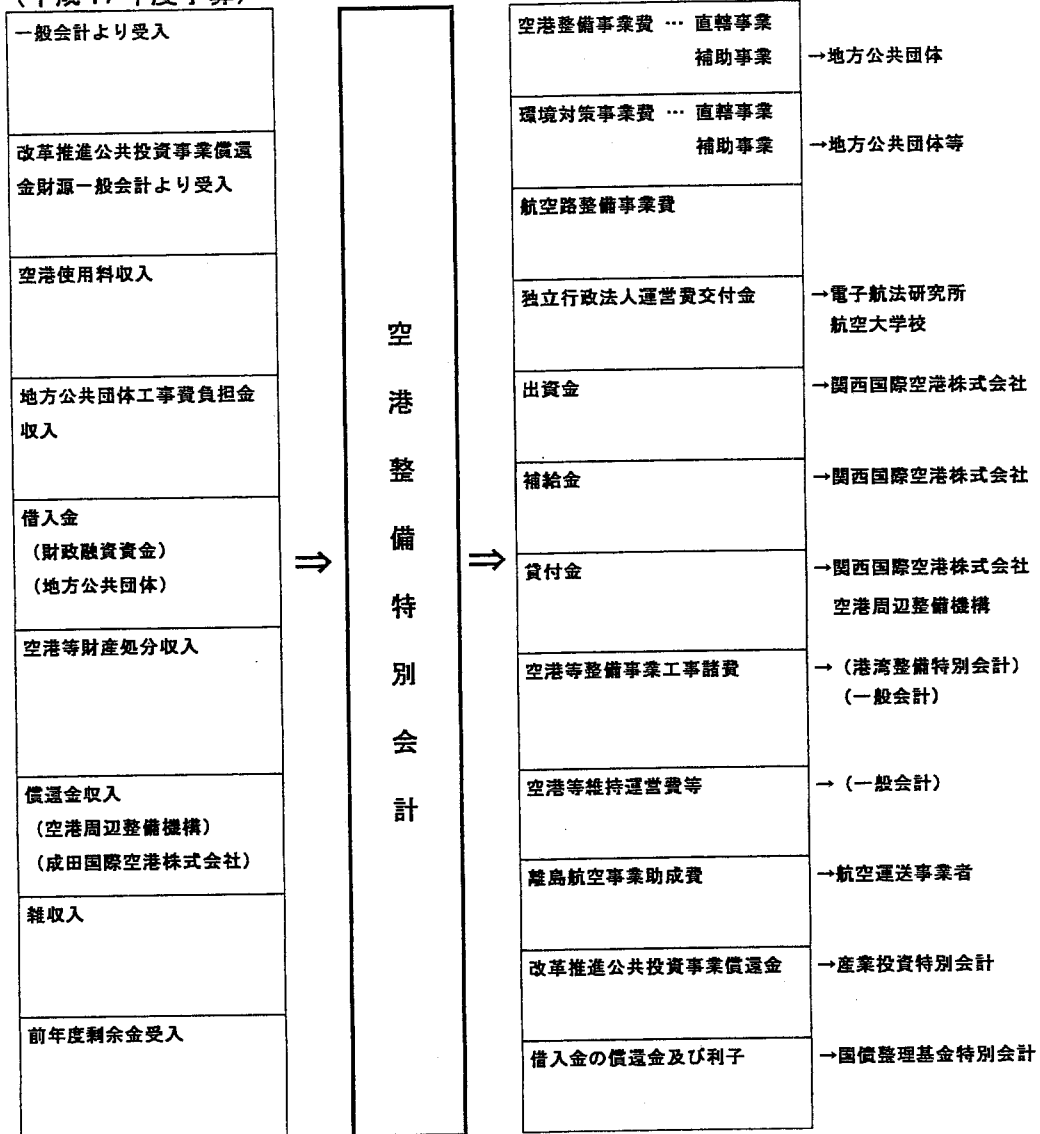 (平成17年度予算)
一般会計より受入
改革推進公共投資事業償還
金財源一般会計より受入
空港使用料収入
地方公共団体工事費負担金
収入
借入金
(財政融資資金)
(地方公共団体)
空港等財産処分収入
償還金収入
(空港周辺整備機構)
(成田国際空港株式会社)
雑収入
前年度剰余金受入
⇒
空港整備特別会計
⇒
空港整備事業費 … 直轄事業
補助事業 →地方公共団体
環境対策事業費 … 直轄事業
補助事業 →地方公共団体等
航空路整備事業費
独立行政法人運営費交付金 →電子航法研究所
航空大学校
出資金 →関西国際空港株式会社
補給金 →関西国際空港株式会社
貸付金 →関西国際空港株式会社
空港周辺整備機構
空港等整備事業工事諸費 →(港湾整備特別会計)
(一般会計)
空港等維持運営費等 →(一般会計)
離島航空事業助成費 →航空運送事業者
改革推進公共投資事業償還金 →産業投資特別会計
借入金の償還金及び利子 →国債整理基金特別会計